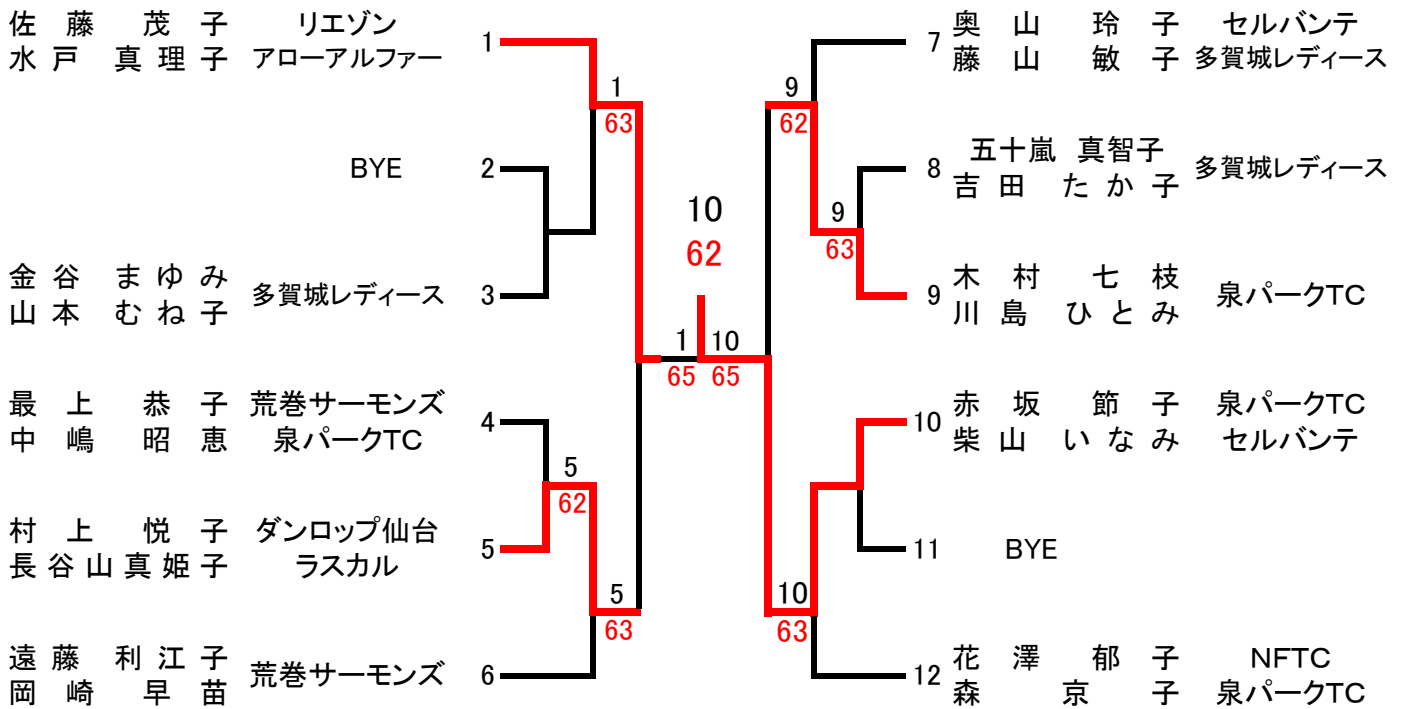 佐藤 茂子 リエゾン
水戸 真理子 アローアルファー
1
BYE
2
金谷 まゆみ
山本 むね子
多賀城レディース
3
最上 恭子 荒巻サーモンズ
中嶋 昭恵 泉パークTC
4
村上 悦子 ダンロップ仙台
長谷山真姫子 ラスカル
5
遠藤 利江子
岡崎 早苗
荒巻サーモンズ
6
1
63
5
62
5
63
10
62
1
65
10
65
9
62
9
63
10
63
7
奥山 玲子 セルバンテ
藤山 敏子 多賀城レディース
8
五十嵐 真智子
吉田 たか子
多賀城レディース
9
木村 七枝
川島 ひとみ
泉パークTC
10
赤坂 節子 泉パークTC
柴山 いなみ セルバンテ
11
BYE
12
花澤 郁子 NFTC
森 京子 泉パークTC